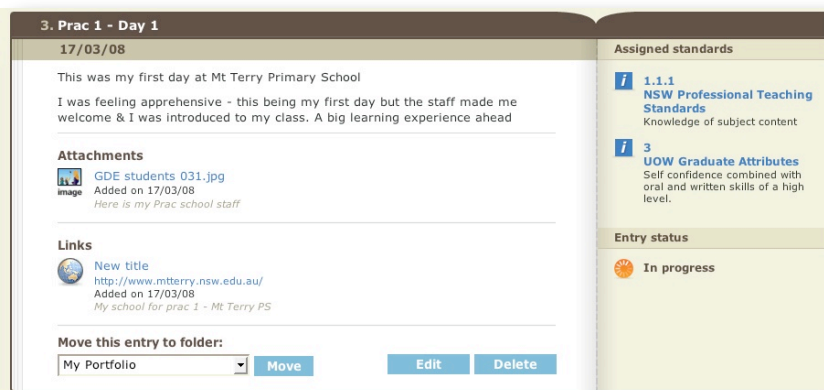 3. Prac 1 - Day 1
17/03/08
This was my first day at Mt Terry Primary School
I was feeling apprehensive - this being my first day but the staff made me
welcome & I was introduced to my class. A big learning experience ahead
Attachments
image
GDE students 031.jpg
Added on 17/03/08
Here is my Prac school staff
Links
New title
http://www.mtterry.nsw.edu.au/
Added on 17/03/08
My school for prac 1 - Mt Terry PS
Move this entry to folder:
My Portfolio
Move
Edit
Delete
Assigned standards
i
1.1.1
NSW Professional Teaching
Standards
Knowledge of subject content
i
3
UOW Graduate Attributes
Self confidence combined with
oral and written skills of a high
level.
Entry status
In progress